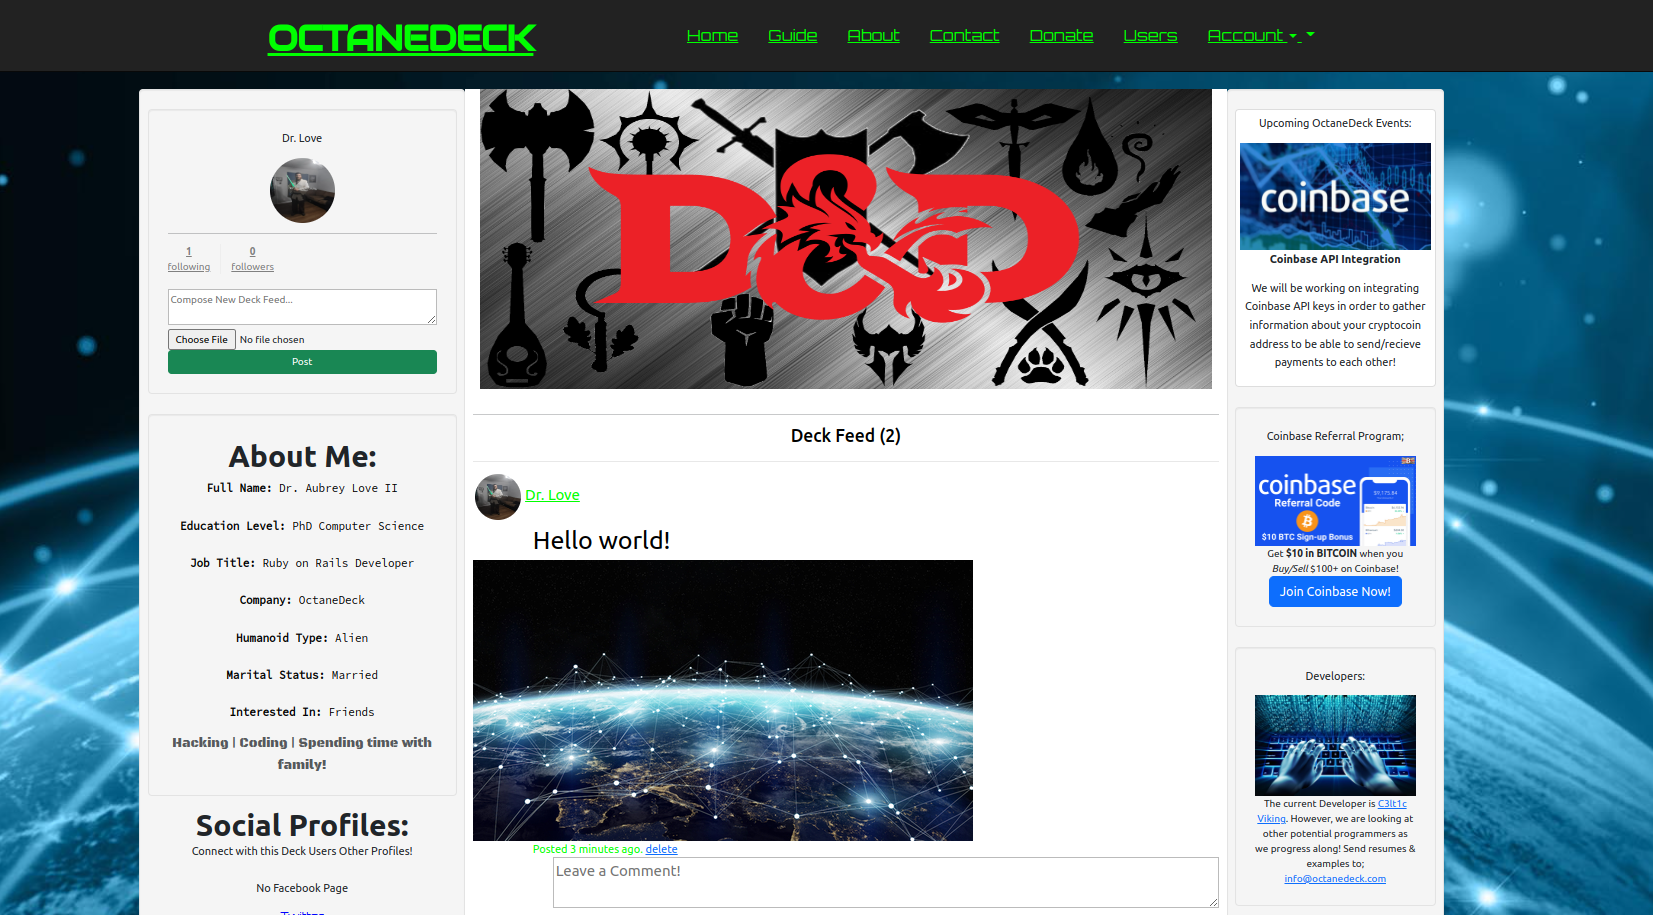 OCTANEDECK
Home Guide About Contact Donate Users Account
Dr. Love
1 0
following followers
Compose New Deck Feed...
Choose File No file chosen
Post
About Me:
Full Name: Dr. Aubrey Love II
Education Level: PhD Computer Science
Job Title: Ruby on Rails Developer
Company: OctaneDeck
Humanoid Type: Alien
Marital Status: Married
Interested In: Friends
Hacking | Coding | Spending time with
family!
Social Profiles:
Connect with this Deck Users Other Profiles!
No Facebook Page
Twitter
D&D
Deck Feed (2)
Dr. Love
Hello world!
Posted 3 minutes ago. delete
Leave a Comment!
Upcoming OctaneDeck Events:
coinbase
Coinbase API Integration
We will be working on integrating
Coinbase API keys in order to gather
information about your cryptocoin
address to be able to send/recieve
payments to each other!
Coinbase Referral Program;
coinbase
Referral Code
$10 BTC Sign-up Bonus
$9,175.84
Get $10 in BITCOIN when you
Buy/Sell $100+ on Coinbase!
Join Coinbase Now!
Developers:
The current Developer is C3lt1c
Viking. However, we are looking at
other potential programmers as
we progress along! Send resumes &
examples to;
info@octanedeck.com